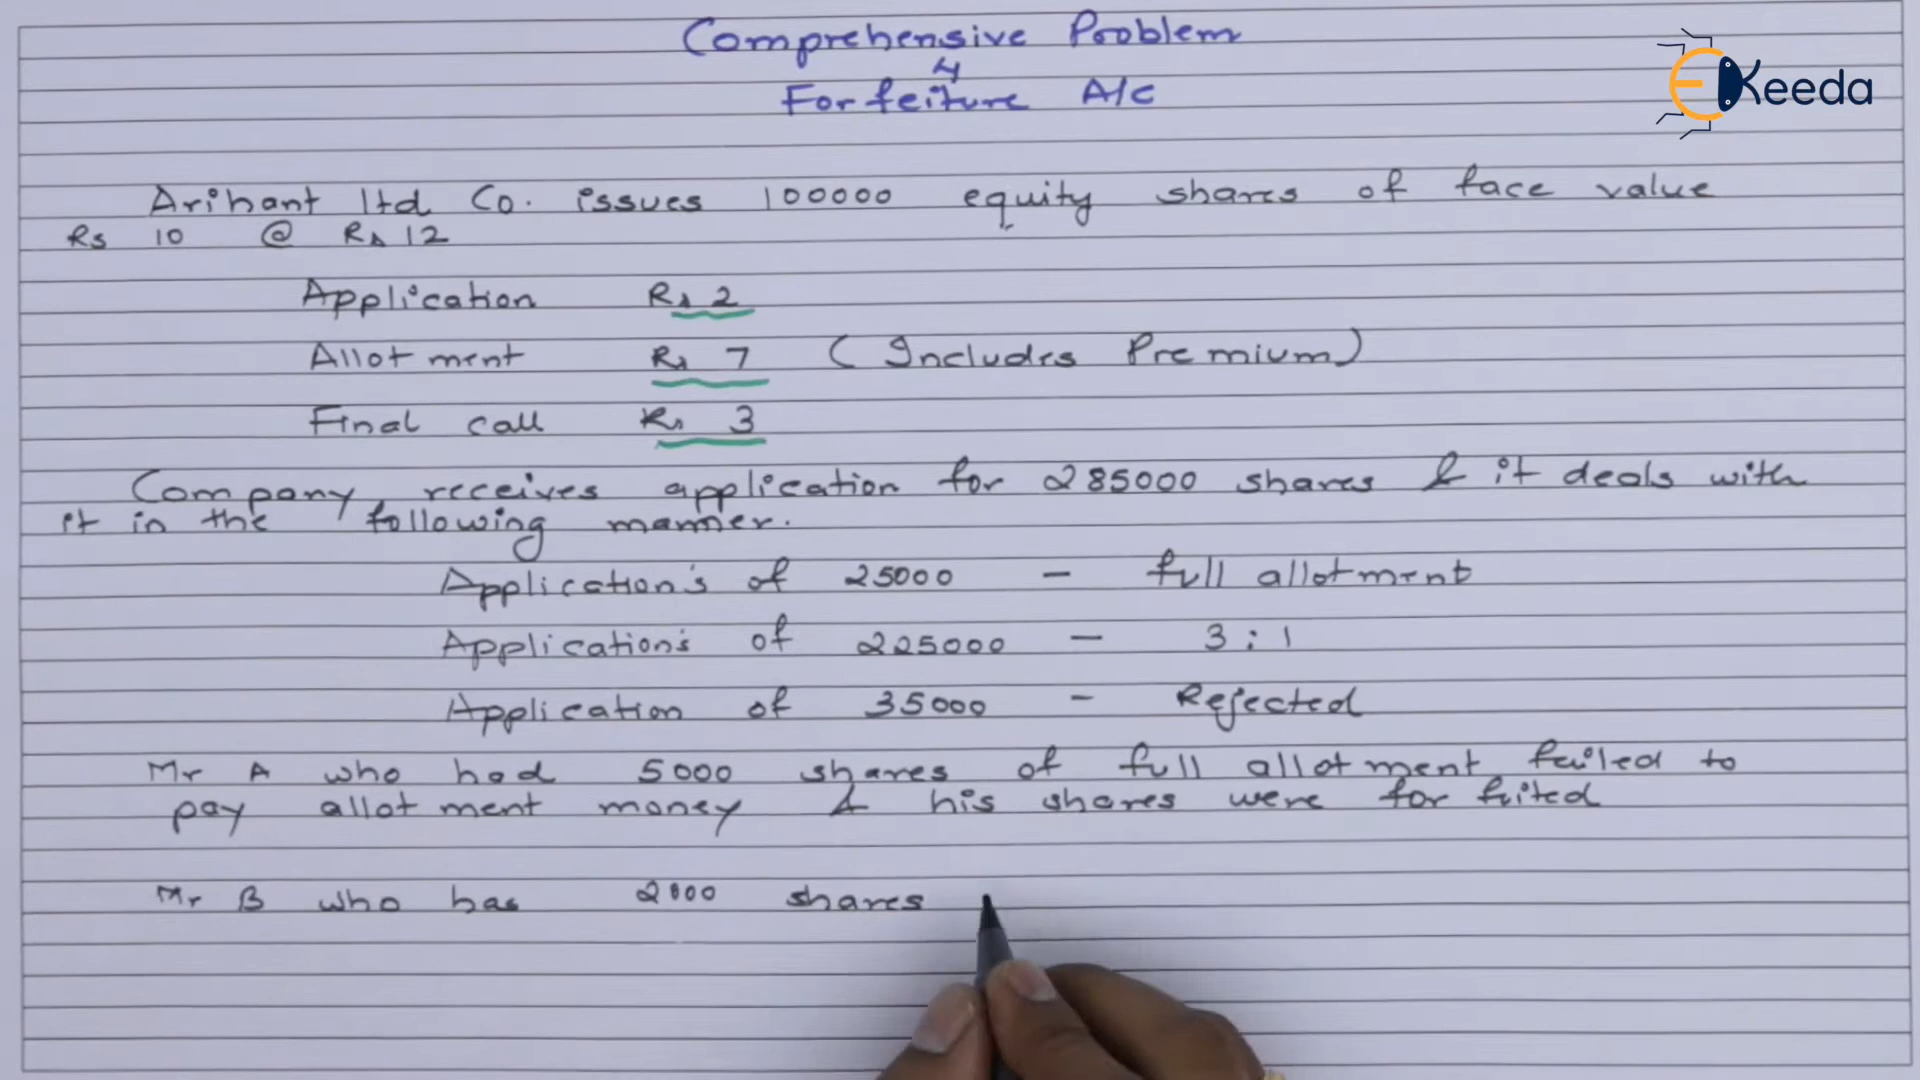 Comprehensive Problem
4
Forfeiture A/c
EKeeda
Arihant ltd Co. issues 100000 equity shares of face value
Rs 10 @ Rs 12
Application Rs 2
Allotment Rs 7 (Includes Premium)
Final call Rs 3
Company receives application for 285000 shares & it deals with
it in the following manner.
Application's of 25000 - full allotment
Application's of 225000 - 3:1
Application of 35000 - Rejected
Mr A who had 5000 shares of full allotment failed to
pay allotment money & his shares were forfuited
Mr B who has 2000 shares